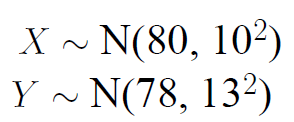 X ~ N(80, 10²)
Y ~ N(78, 13²)